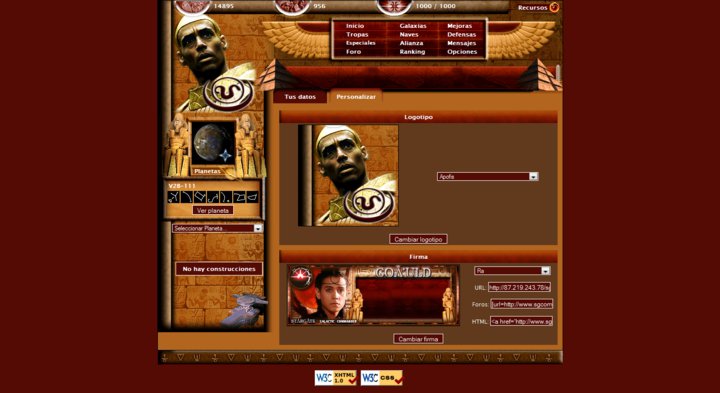 14895 956 1000 / 1000 Recursos
Inicio Galaxias Mejoras
Tropas Naves Defensas
Especiales Alianza Mensajes
Foro Ranking Opciones
Tus datos Personalizar
Logotipo
Apofis
Cambiar logotipo
Planetas
V2B-111
Ver planeta
Seleccionar Planeta...
No hay construcciones
Firma
GOA'ULD
STARGATE GALACTIC COMMANDER
Ra
URL: http://87.219.243.78/s
Foros: [url=http://www.sgcom
HTML: <a href='http://www.sg
Cambiar firma
W3C XHTML 1.0
W3C CSS